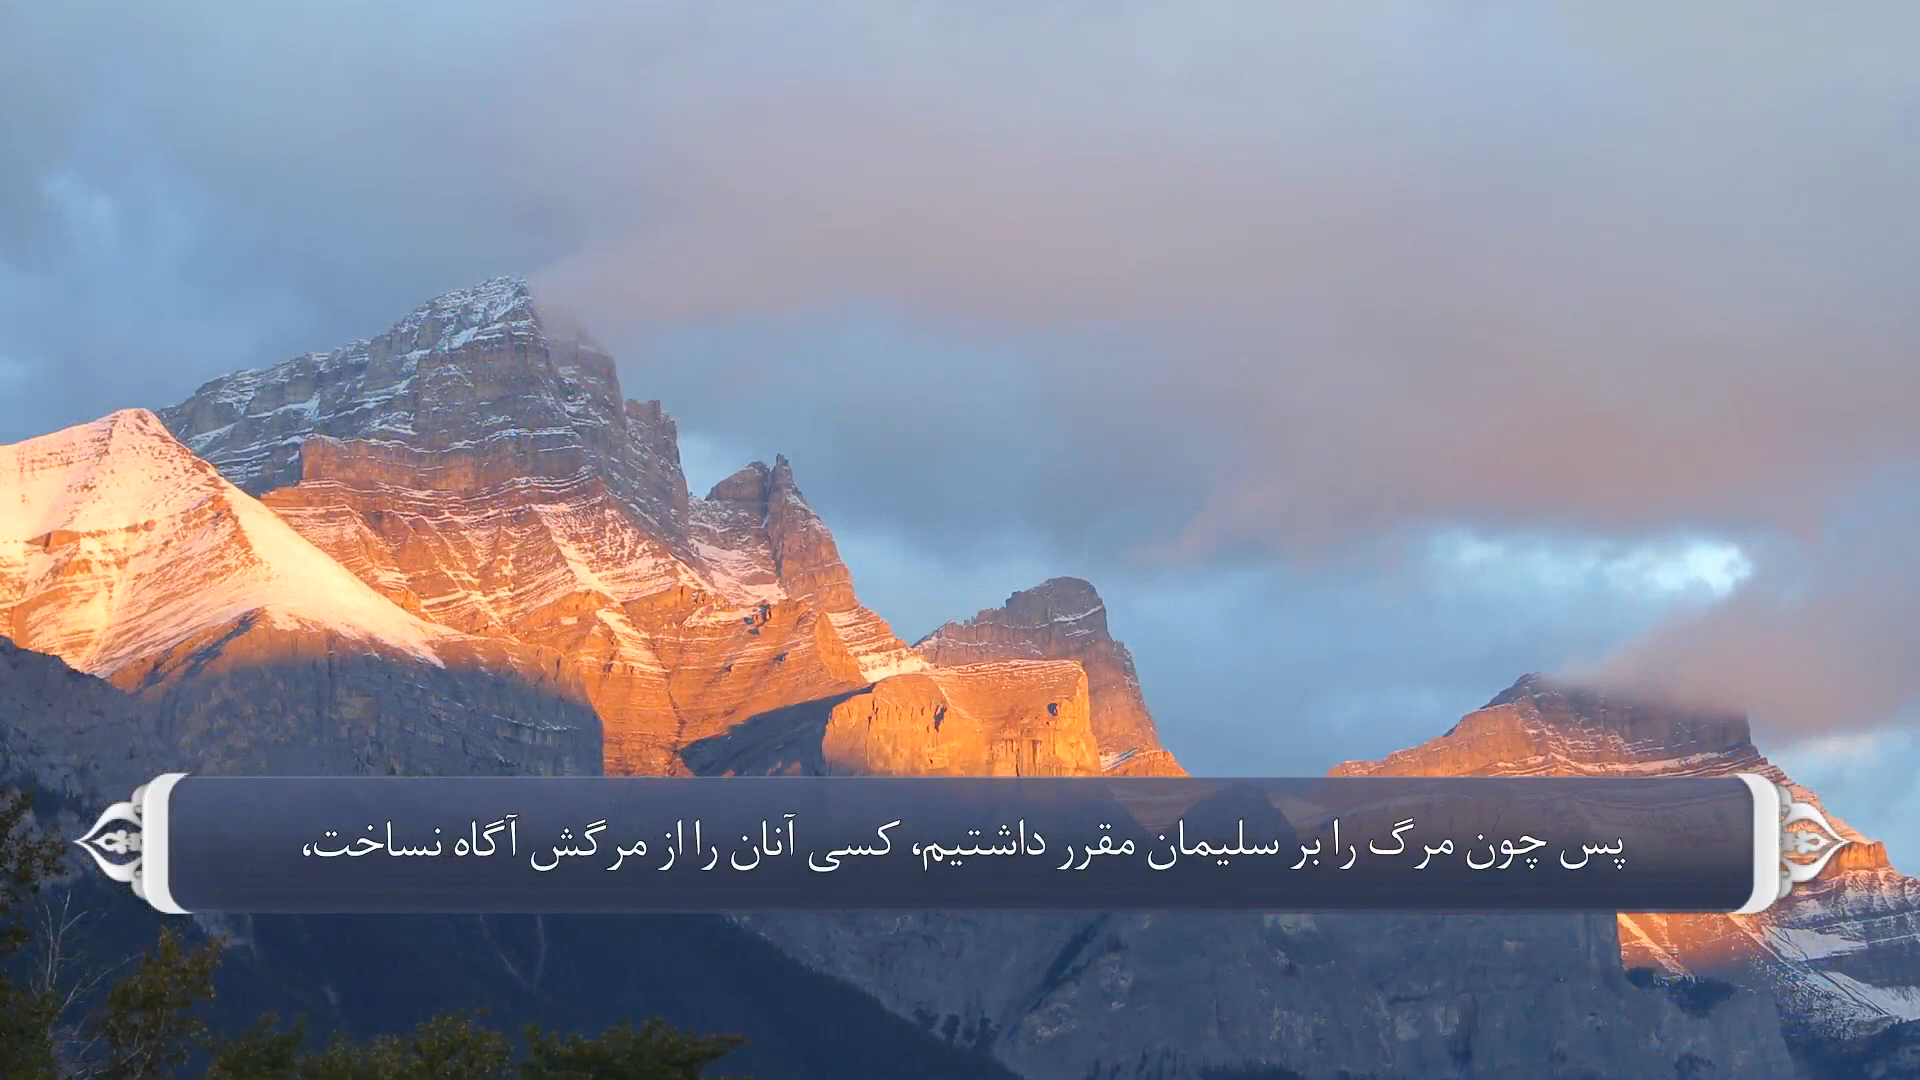 پس چون مرگ را بر سلیمان مقرر داشتیم، کسی آنان را از مرگش آگاه نساخت،